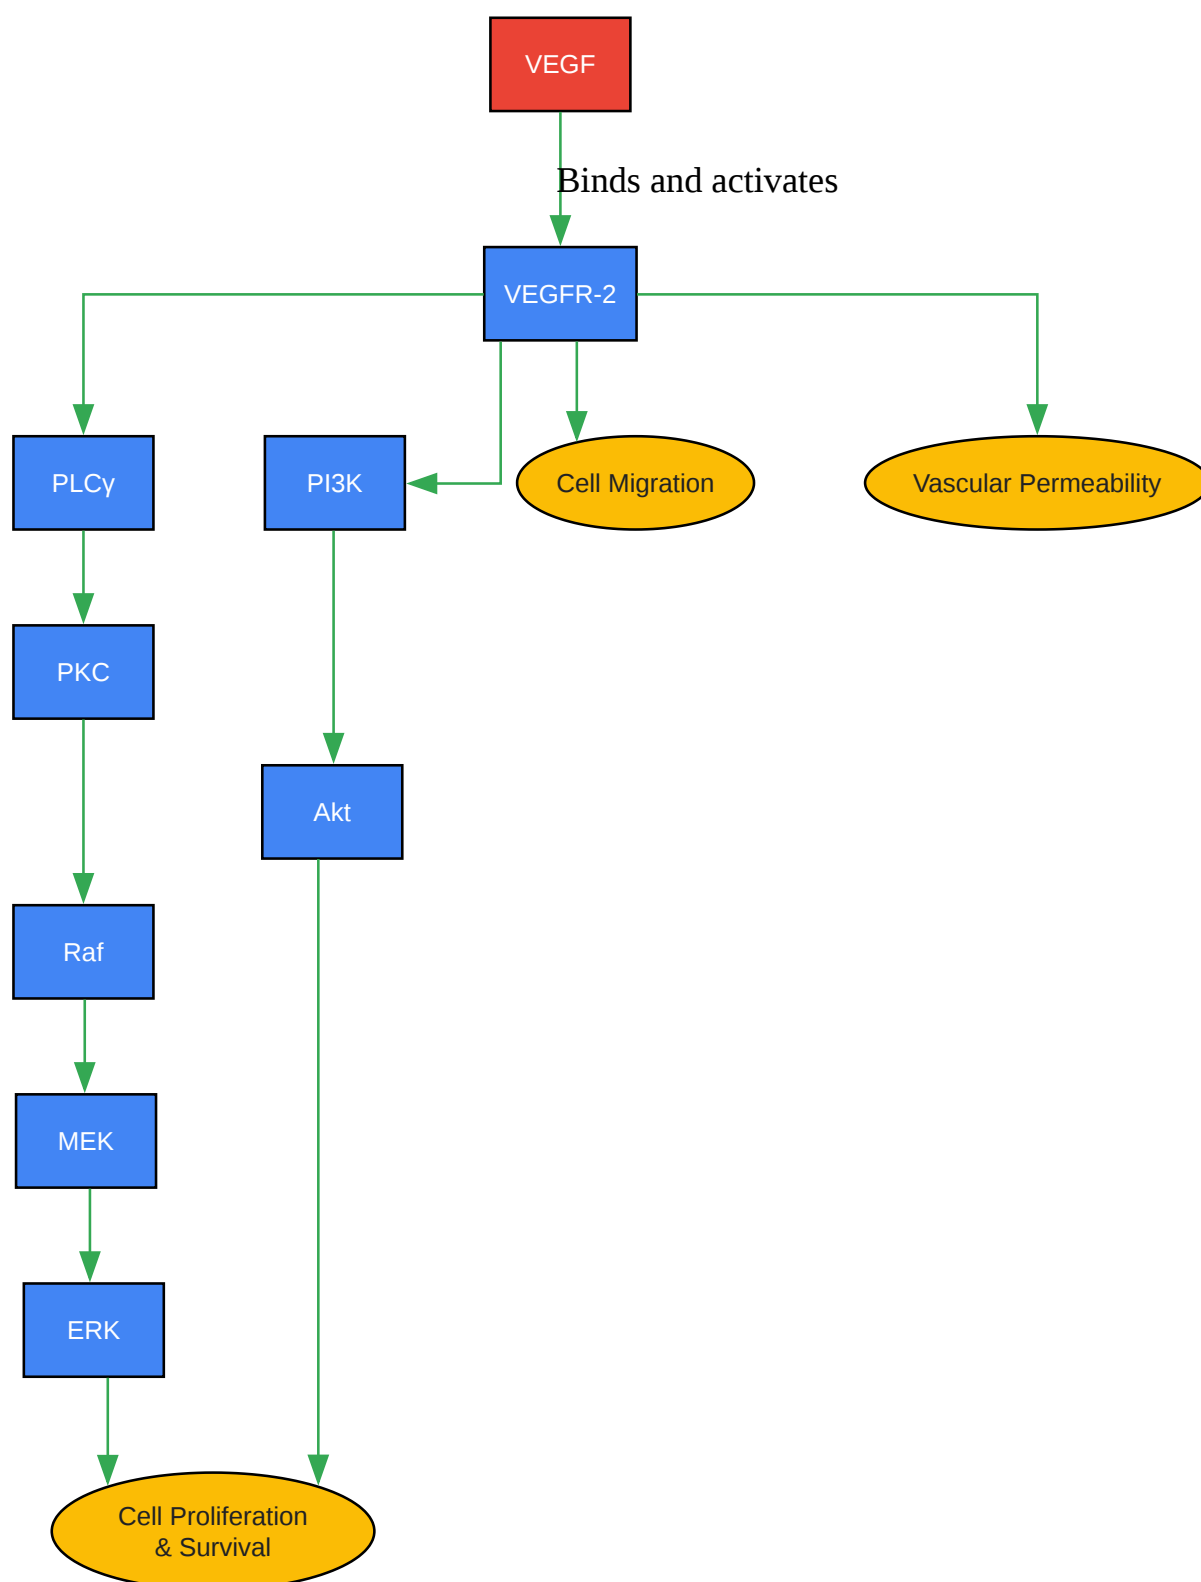 VEGF
Binds and activates
VEGFR-2
PLCγ
PI3K
Cell Migration
Vascular Permeability
PKC
Akt
Raf
MEK
ERK
Cell Proliferation
& Survival